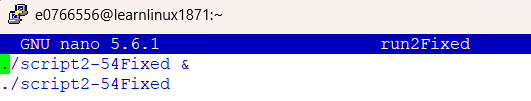 e0766556@learnlinux1871:~
GNU nano 5.6.1 run2Fixed
./script2-54Fixed &
./script2-54Fixed